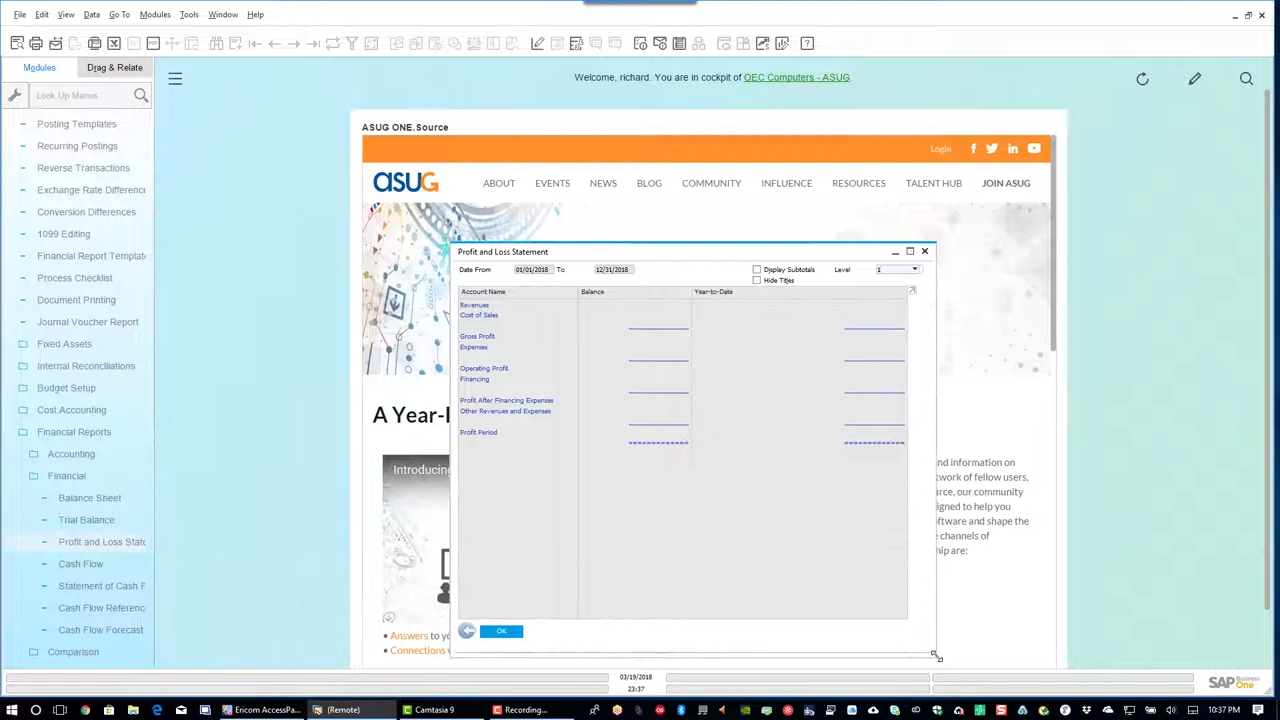 File Edit View Data Go To Modules Tools Window Help
Modules Drag & Relate
Welcome, richard. You are in cockpit of OEC Computers - ASUG.
Look Up Menus
Posting Templates
Recurring Postings
Reverse Transactions
Exchange Rate Difference
Conversion Differences
1099 Editing
Financial Report Templat
Process Checklist
Document Printing
Journal Voucher Report
Fixed Assets
Internal Reconciliations
Budget Setup
Cost Accounting
Financial Reports
Accounting
Financial
Balance Sheet
Trial Balance
Profit and Loss State
Cash Flow
Statement of Cash F
Cash Flow Referenc
Cash Flow Forecast
Comparison
ASUG ONE.Source
Login
asuG ABOUT EVENTS NEWS BLOG COMMUNITY INFLUENCE RESOURCES TALENT HUB JOIN ASUG
Profit and Loss Statement
Date From 01/01/2018 To 12/31/2018 Display Subtotals Level 1
Hide Titles
Account Name Balance Year-to-Date
Revenues
Cost of Sales
Gross Profit
Expenses
Operating Profit
Financing
Profit After Financing Expenses
Other Revenues and Expenses
Profit Period
OK
A Year-
Introducing
and information on
twork of fellow users,
urce, our community
signed to help you
oftware and shape the
e channels of
hip are:
• Answers to yo
• Connections w
03/19/2018
23:37
SAP Business One
Ericom AccessPa... (Remote) Camtasia 9 Recording... 10:37 PM